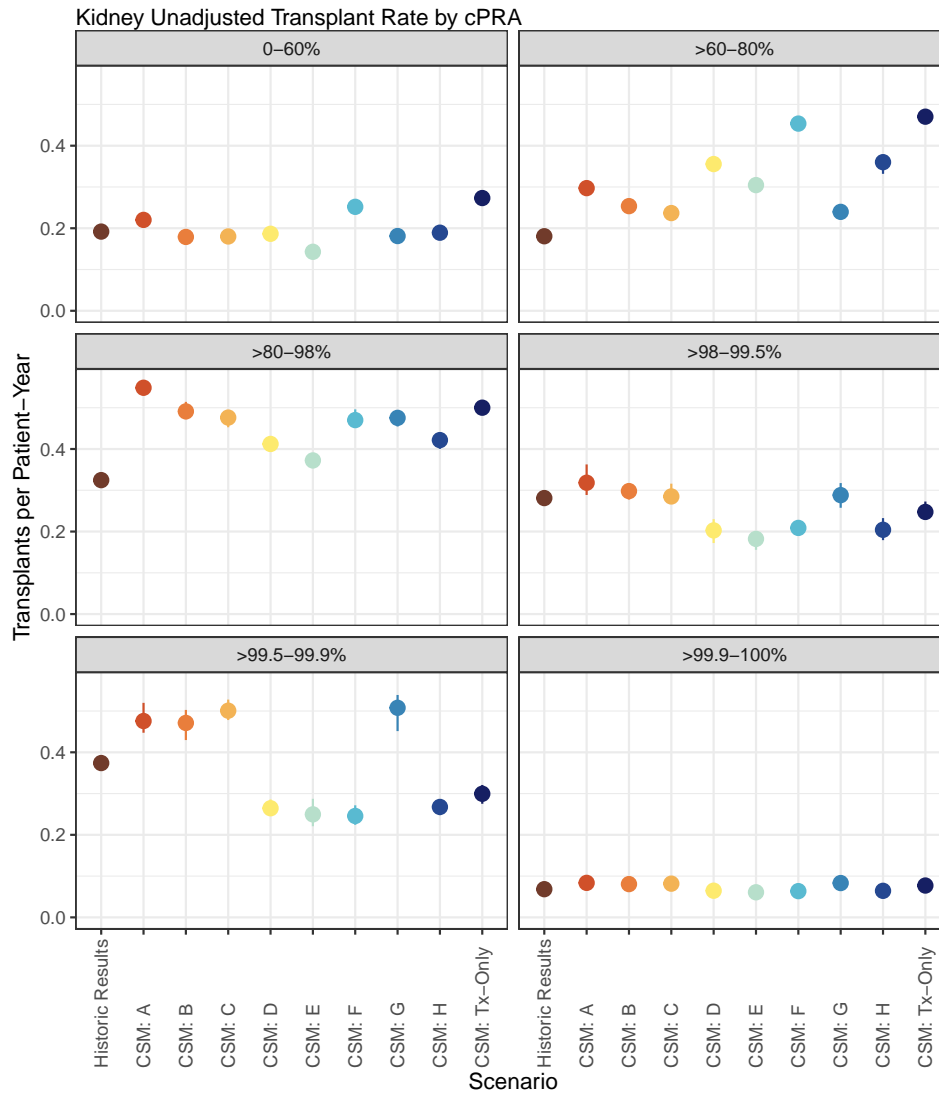 Kidney Unadjusted Transplant Rate by cPRA
0−60%
>60−80%
0.4
0.2
0.0
>80−98%
>98−99.5%
0.4
0.2
0.0
>99.5−99.9%
>99.9−100%
0.4
0.2
0.0
Transplants per Patient−Year
Historic Results
CSM: A
CSM: B
CSM: C
CSM: D
CSM: E
CSM: F
CSM: G
CSM: H
CSM: Tx−Only
Historic Results
CSM: A
CSM: B
CSM: C
CSM: D
CSM: E
CSM: F
CSM: G
CSM: H
CSM: Tx−Only
Scenario